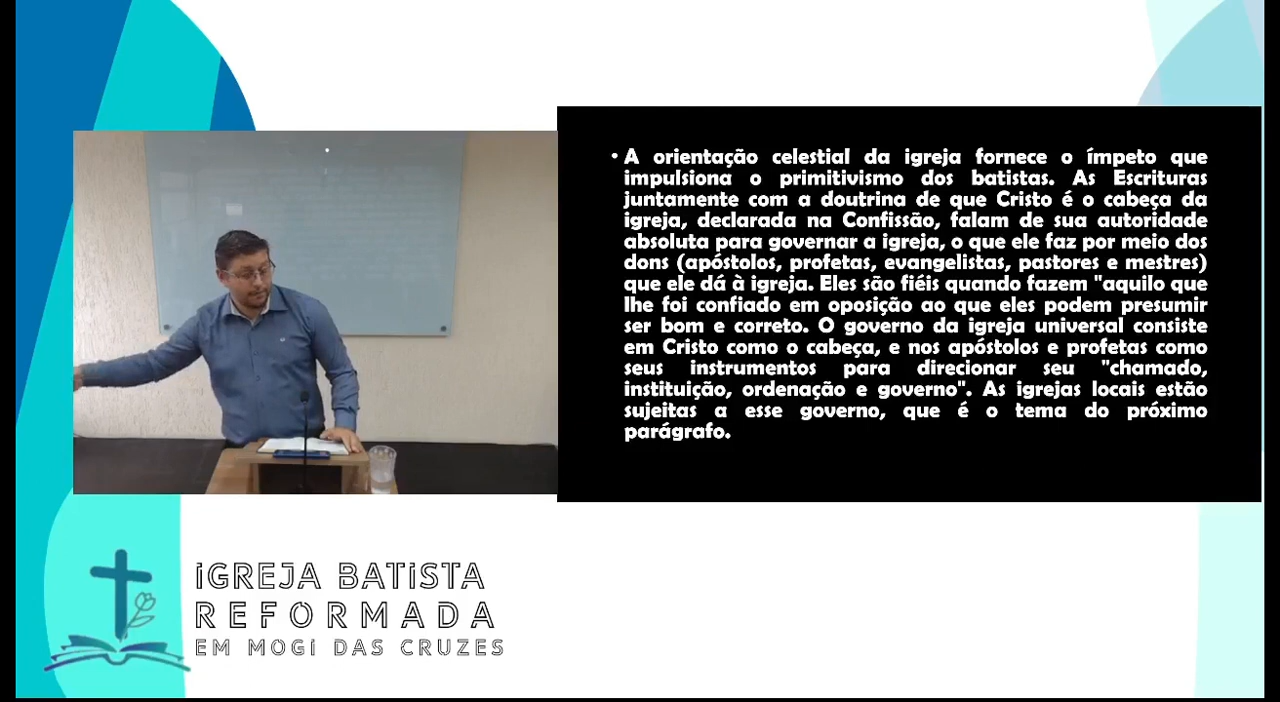 • A orientação celestial da igreja fornece o ímpeto que
impulsiona o primitivismo dos batistas. As Escrituras
juntamente com a doutrina de que Cristo é o cabeça da
igreja, declarada na Confissão, falam de sua autoridade
absoluta para governar a igreja, o que ele faz por meio dos
dons (apóstolos, profetas, evangelistas, pastores e mestres)
que ele dá à igreja. Eles são fiéis quando fazem "aquilo que
lhe foi confiado em oposição ao que eles podem presumir
ser bom e correto. O governo da igreja universal consiste
em Cristo como o cabeça, e nos apóstolos e profetas como
seus instrumentos para direcionar seu "chamado,
instituição, ordenação e governo". As igrejas locais estão
sujeitas a esse governo, que é o tema do próximo
parágrafo.
IGREJA BATISTA
REFORMADA
EM MOGI DAS CRUZES